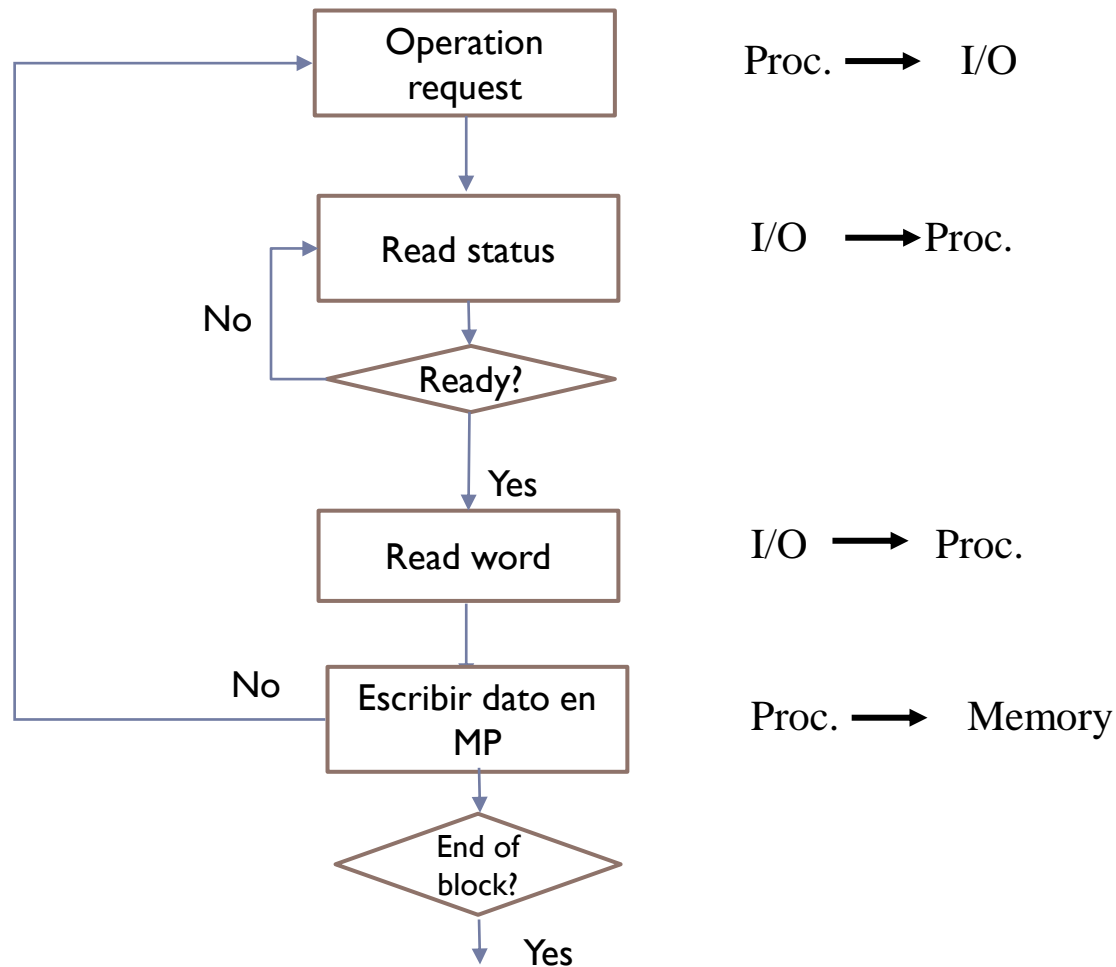 Operation
request
Proc. I/O
Read status
I/O Proc.
No
Ready?
Yes
Read word
I/O Proc.
No
Escribir dato en
MP
Proc. Memory
End of
block?
Yes